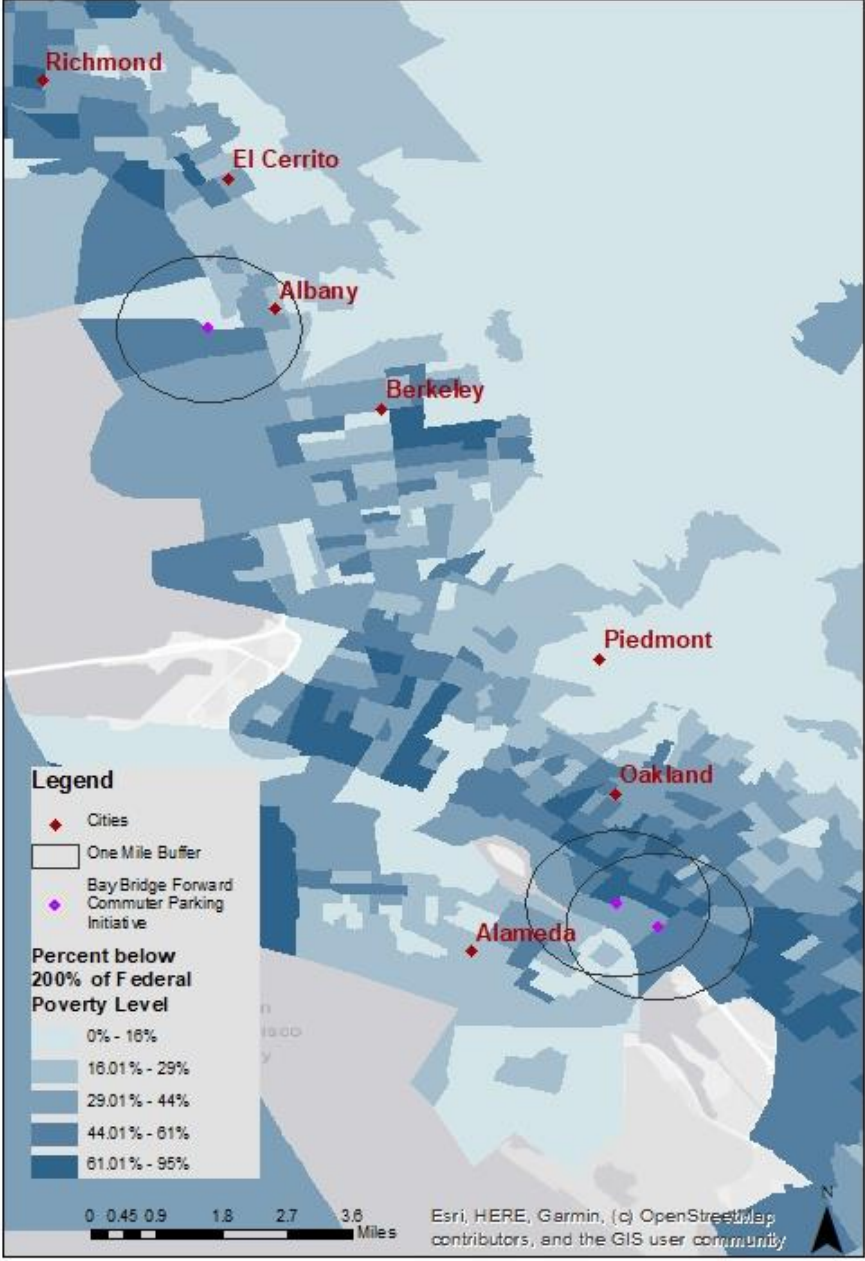 Richmond
El Cerrito
Albany
Berkeley
Piedmont
Oakland
Alameda
Legend
Cities
One Mile Buffer
Bay Bridge Forward
Commuter Parking
Initiative
Percent below
200% of Federal
Poverty Level
0% - 16%
16.01% - 29%
29.01% - 44%
44.01% - 61%
61.01% - 95%
0 0.45 0.9 1.8 2.7 3.6
Miles
N
Esri, HERE, Garmin, (c) OpenStreetMap
contributors, and the GIS user community